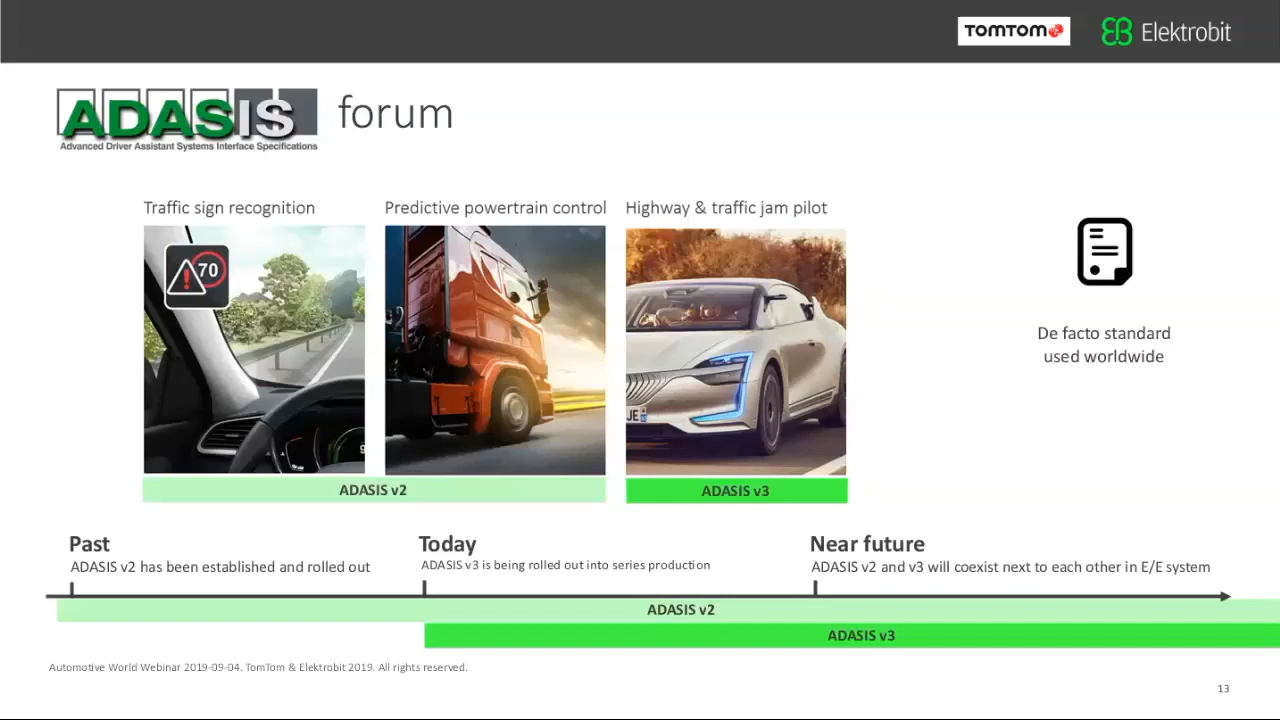 TOMTOM
Elektrobit
ADASIS forum
Advanced Driver Assistant Systems Interface Specifications
Traffic sign recognition
Predictive powertrain control
Highway & traffic jam pilot
70
JE
De facto standard
used worldwide
ADASIS v2
ADASIS v3
Past
ADASIS v2 has been established and rolled out
Today
ADASIS v3 is being rolled out into series production
Near future
ADASIS v2 and v3 will coexist next to each other in E/E system
ADASIS v2
ADASIS v3
Automotive World Webinar 2019-09-04. TomTom & Elektrobit 2019. All rights reserved.
13